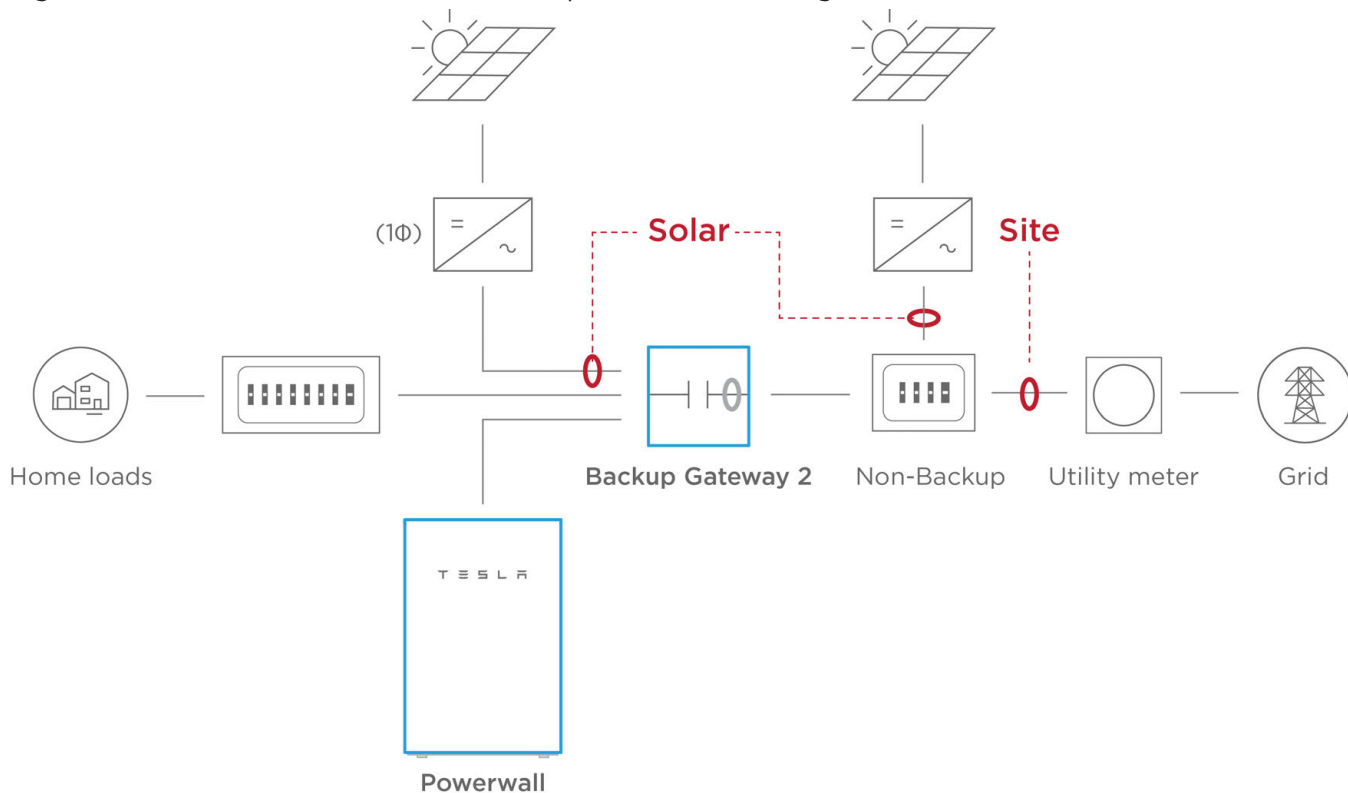 (1Φ)
Solar
Site
Home loads
Backup Gateway 2
Non-Backup
Utility meter
Grid
TESLA
Powerwall